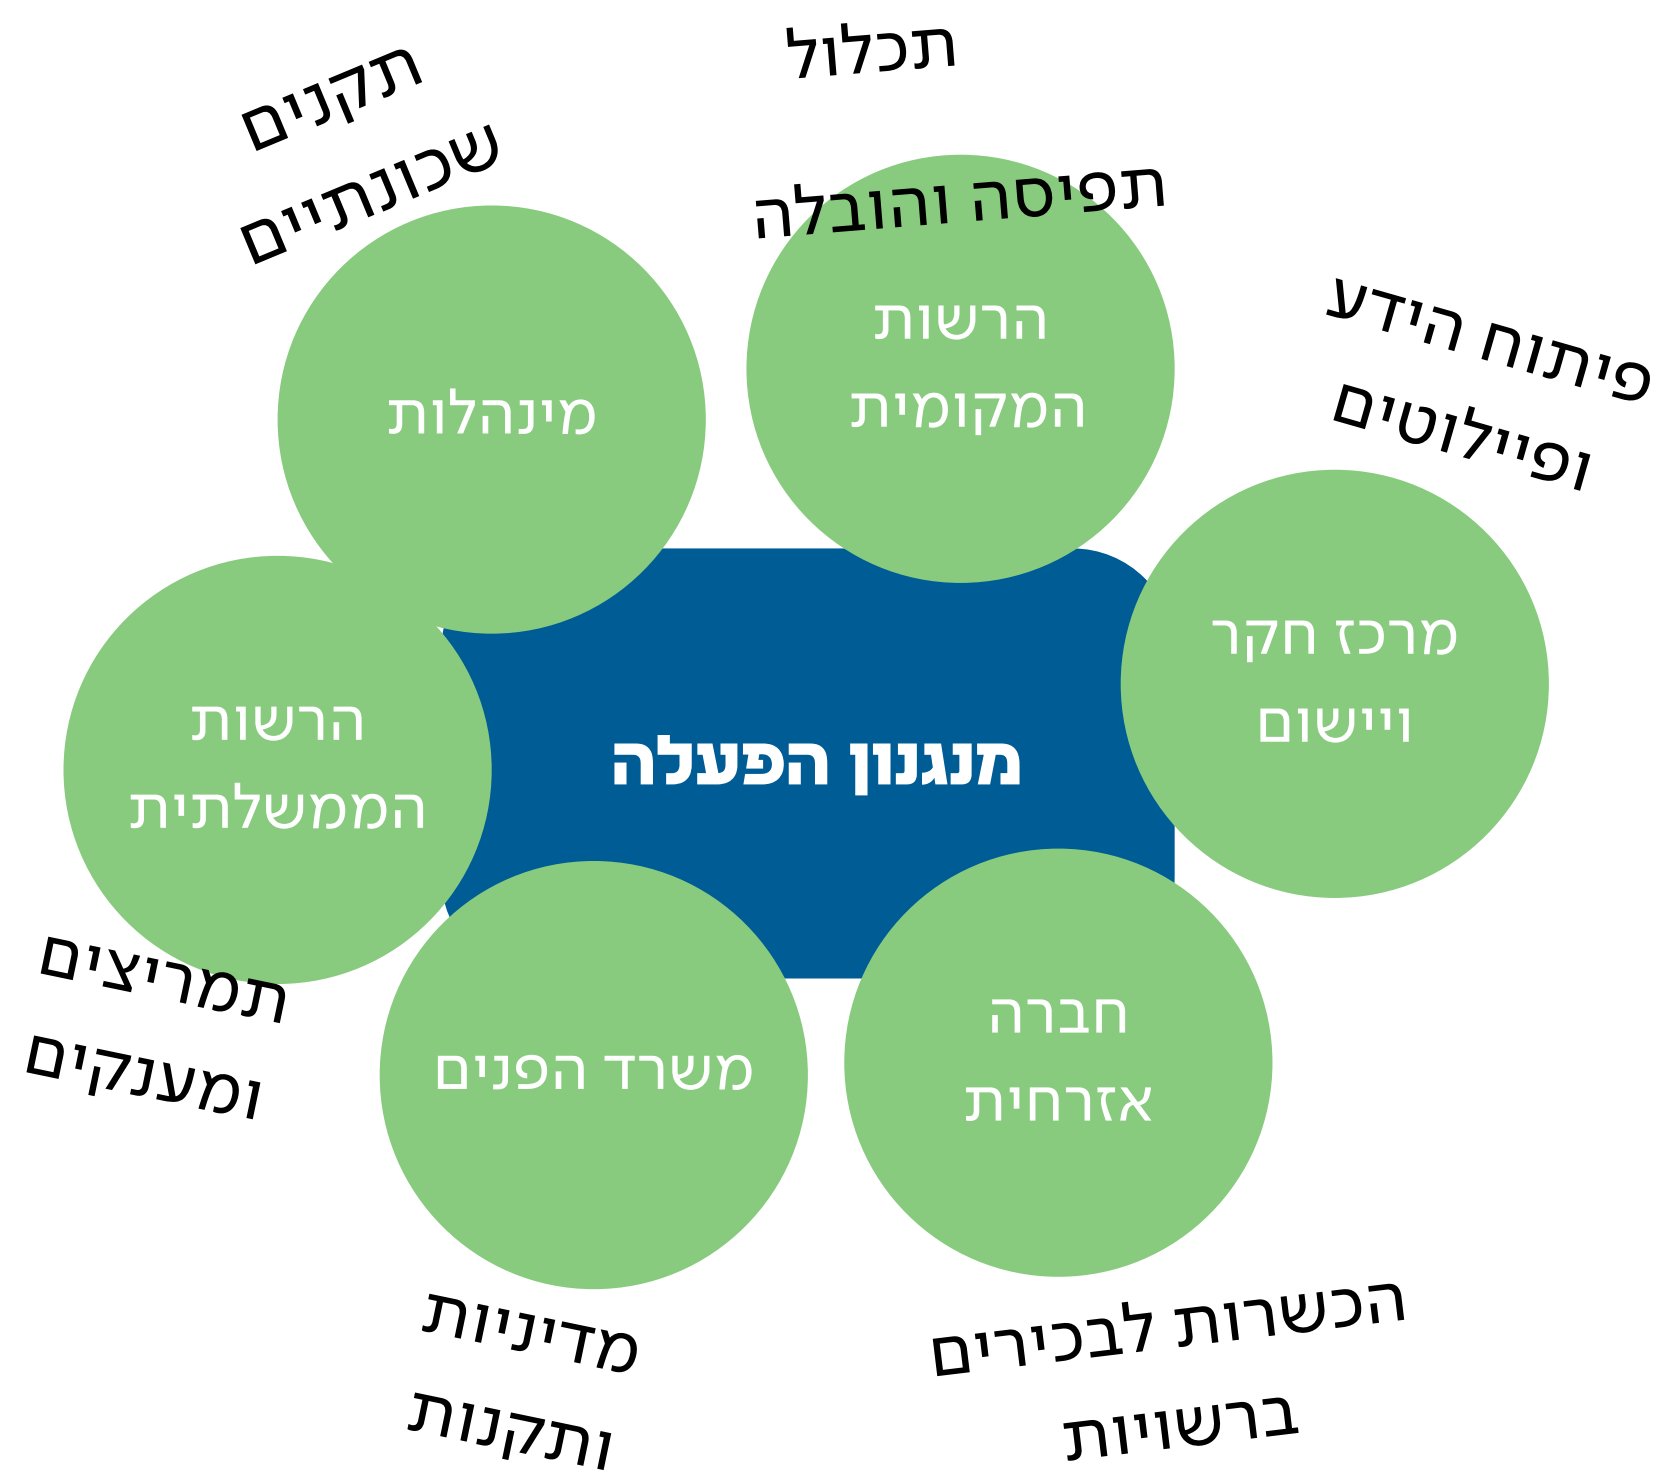 תכלול
תפיסה והובלה
הרשות
המקומית
תקנים
שכונתיים
מינהלות
פיתוח הידע
ופיילוטים
מרכז חקר
ויישום
מנגנון הפעלה
הרשות
הממשלתית
תמריצים
ומענקים
חברה
אזרחית
הכשרות לבכירים
ברשויות
משרד הפנים
מדיניות
ותקנות